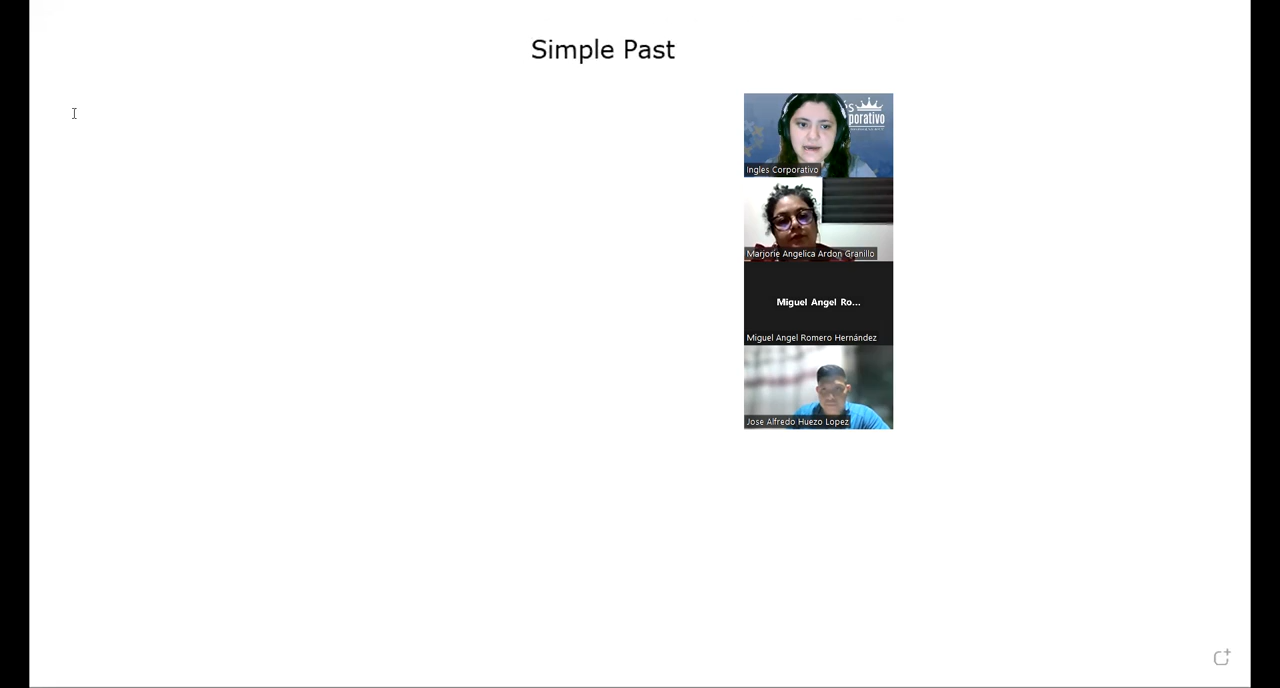 Simple Past
s
porativo
Ingles Corporativo
Marjorie Angelica Ardon Granillo
Miguel Angel Ro...
Miguel Angel Romero Hernández
Jose Alfredo Huezo Lopez